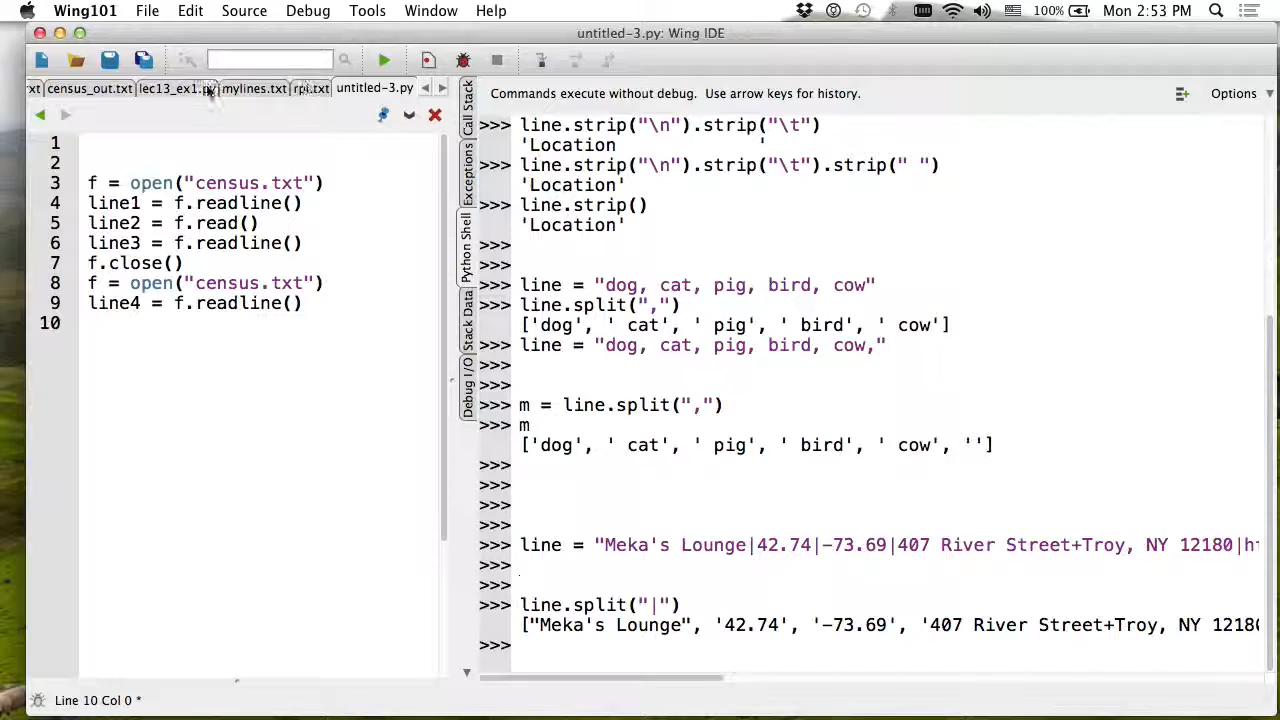 Wing101 File Edit Source Debug Tools Window Help 100% Mon 2:53 PM
untitled-3.py: Wing IDE
xt census_out.txt lec13_ex1.py mylines.txt rpi.txt untitled-3.py
Commands execute without debug. Use arrow keys for history. Options
1
2
3 f = open("census.txt")
4 line1 = f.readline()
5 line2 = f.read()
6 line3 = f.readline()
7 f.close()
8 f = open("census.txt")
9 line4 = f.readline()
10
Call Stack
Exceptions
Python Shell
Stack Data
Debug I/O
>>> line.strip("\n").strip("\t")
'Location '
>>> line.strip("\n").strip("\t").strip(" ")
'Location'
>>> line.strip()
'Location'
>>>
>>>
>>> line = "dog, cat, pig, bird, cow"
>>> line.split(",")
['dog', ' cat', ' pig', ' bird', ' cow']
>>> line = "dog, cat, pig, bird, cow,"
>>>
>>>
>>> m = line.split(",")
>>> m
['dog', ' cat', ' pig', ' bird', ' cow', '']
>>>
>>>
>>>
>>>
>>> line = "Meka's Lounge|42.74|-73.69|407 River Street+Troy, NY 12180|ht
>>>
>>>
>>> line.split("|")
["Meka's Lounge", '42.74', '-73.69', '407 River Street+Troy, NY 12180
>>>
Line 10 Col 0 *